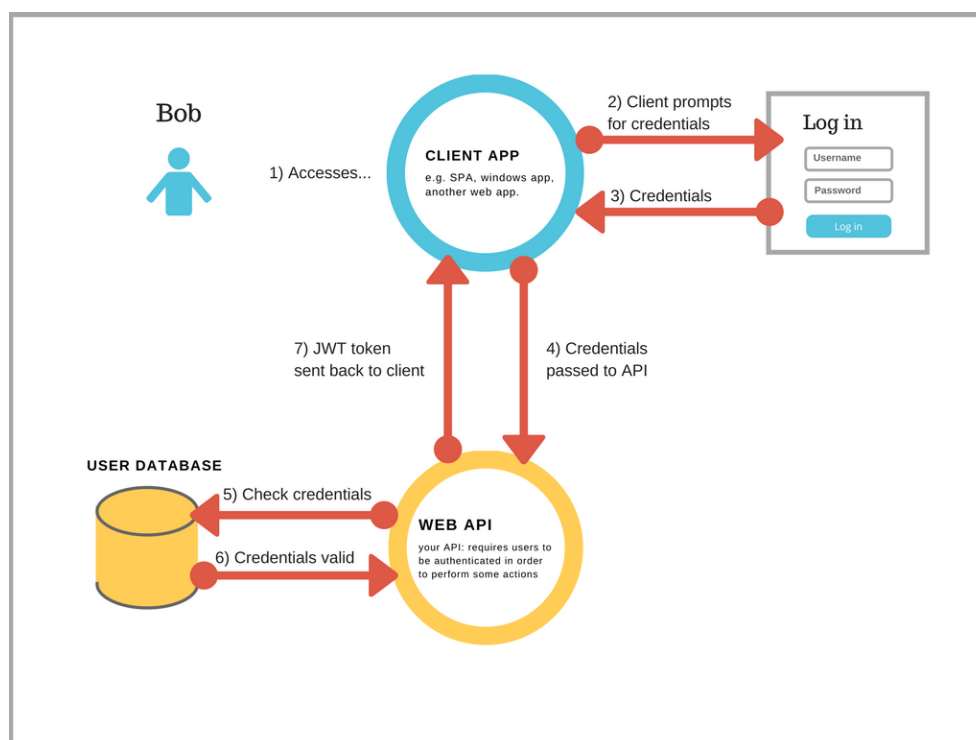 Bob
1) Accesses...
CLIENT APP
e.g. SPA, windows app,
another web app.
2) Client prompts
for credentials
Log in
Username
Password
Log in
3) Credentials
7) JWT token
sent back to client
4) Credentials
passed to API
USER DATABASE
5) Check credentials
6) Credentials valid
WEB API
your API: requires users to
be authenticated in order
to perform some actions